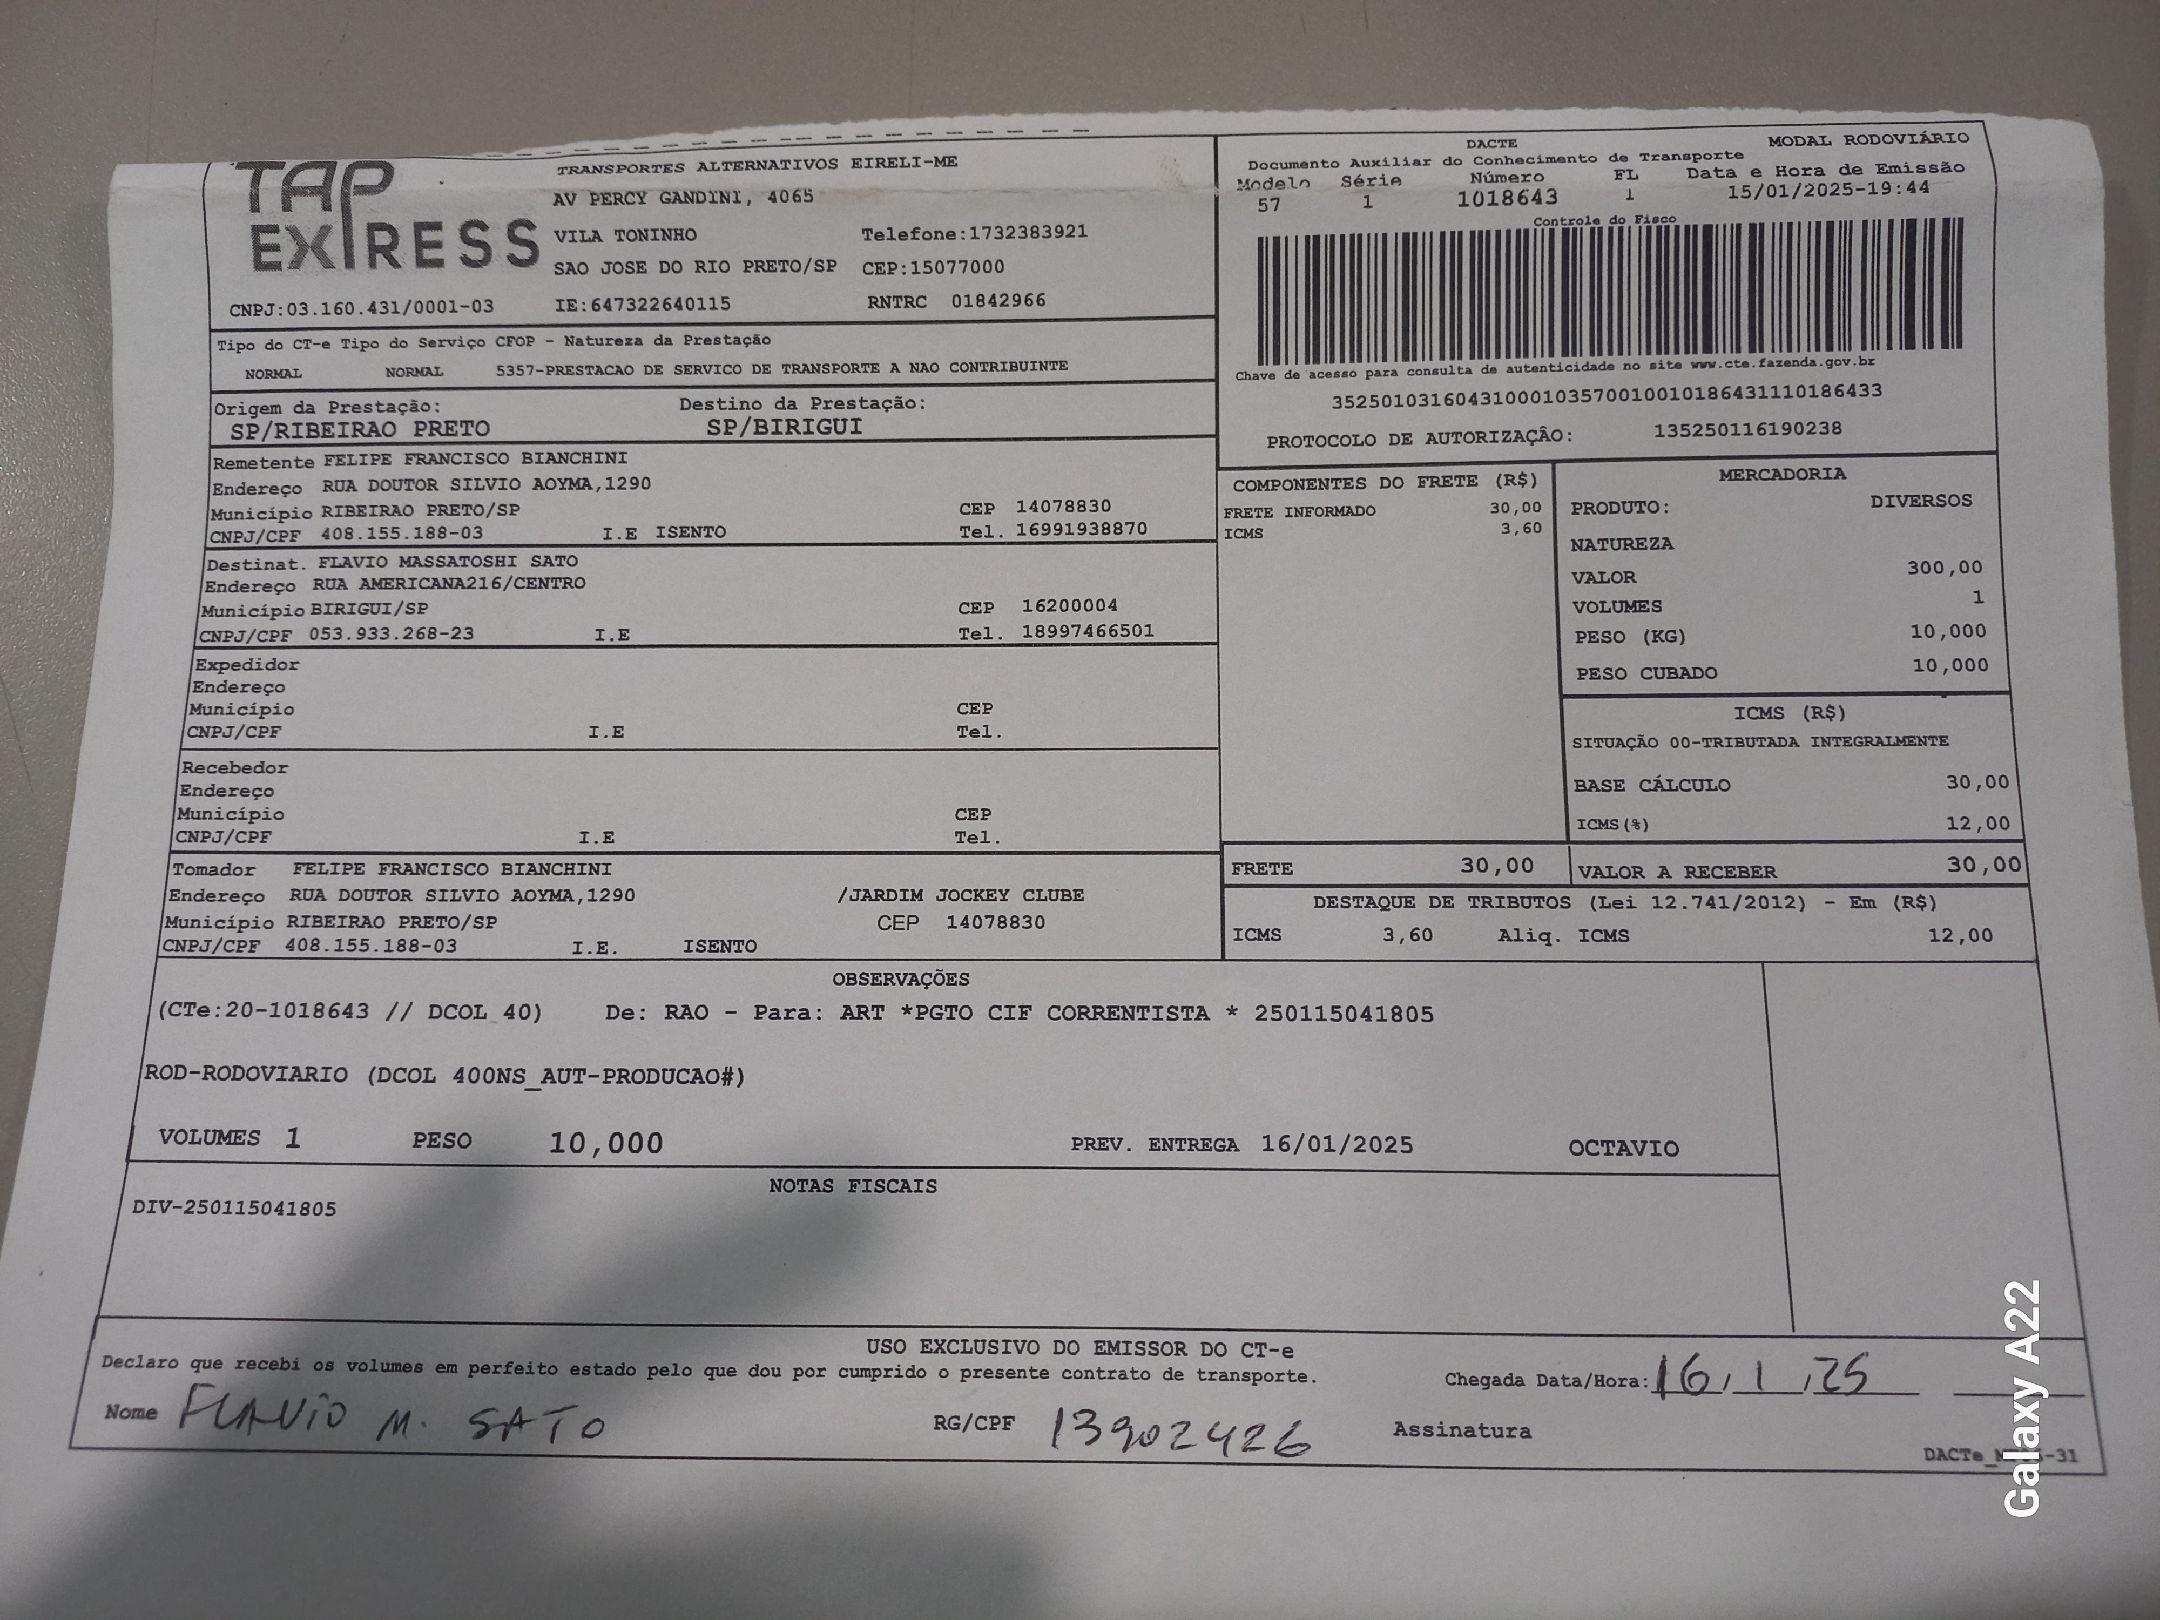 TAP EXPRESS
TRANSPORTES ALTERNATIVOS EIRELI-ME
AV PERCY GANDINI, 4065
VILA TONINHO Telefone:1732383921
SAO JOSE DO RIO PRETO/SP CEP:15077000
CNPJ:03.160.431/0001-03 IE:647322640115 RNTRC 01842966
DACTE MODAL RODOVIÁRIO
Documento Auxiliar do Conhecimento de Transporte
Modelo Série Número FL Data e Hora de Emissão
57 1 1018643 1 15/01/2025-19:44
Controle do Fisco
Chave de acesso para consulta de autenticidade no site www.cte.fazenda.gov.br
35250103160431000103570010010186431110186433
PROTOCOLO DE AUTORIZAÇÃO: 135250116190238
Tipo do CT-e Tipo do Serviço CFOP - Natureza da Prestação
NORMAL NORMAL 5357-PRESTACAO DE SERVICO DE TRANSPORTE A NAO CONTRIBUINTE
Origem da Prestação: Destino da Prestação:
SP/RIBEIRAO PRETO SP/BIRIGUI
Remetente FELIPE FRANCISCO BIANCHINI
Endereço RUA DOUTOR SILVIO AOYMA,1290
Município RIBEIRAO PRETO/SP CEP 14078830
CNPJ/CPF 408.155.188-03 I.E ISENTO Tel. 16991938870
Destinat. FLAVIO MASSATOSHI SATO
Endereço RUA AMERICANA216/CENTRO
Município BIRIGUI/SP CEP 16200004
CNPJ/CPF 053.933.268-23 I.E Tel. 18997466501
Expedidor
Endereço
Município CEP
CNPJ/CPF I.E Tel.
Recebedor
Endereço
Município CEP
CNPJ/CPF I.E Tel.
Tomador FELIPE FRANCISCO BIANCHINI
Endereço RUA DOUTOR SILVIO AOYMA,1290 /JARDIM JOCKEY CLUBE
Município RIBEIRAO PRETO/SP CEP 14078830
CNPJ/CPF 408.155.188-03 I.E. ISENTO
COMPONENTES DO FRETE (R$)
FRETE INFORMADO 30,00
ICMS 3,60
MERCADORIA
PRODUTO: DIVERSOS
NATUREZA
VALOR 300,00
VOLUMES 1
PESO (KG) 10,000
PESO CUBADO 10,000
ICMS (R$)
SITUAÇÃO 00-TRIBUTADA INTEGRALMENTE
BASE CÁLCULO 30,00
ICMS(%) 12,00
FRETE 30,00 VALOR A RECEBER 30,00
DESTAQUE DE TRIBUTOS (Lei 12.741/2012) - Em (R$)
ICMS 3,60 Aliq. ICMS 12,00
OBSERVAÇÕES
(CTe:20-1018643 // DCOL 40) De: RAO - Para: ART *PGTO CIF CORRENTISTA * 250115041805
ROD-RODOVIARIO (DCOL 400NS_AUT-PRODUCAO#)
VOLUMES 1 PESO 10,000 PREV. ENTREGA 16/01/2025 OCTAVIO
NOTAS FISCAIS
DIV-250115041805
USO EXCLUSIVO DO EMISSOR DO CT-e
Declaro que recebi os volumes em perfeito estado pelo que dou por cumprido o presente contrato de transporte. Chegada Data/Hora: 16/1/25
Nome FLAVIO M. SATO RG/CPF 13902426 Assinatura
Galaxy A22